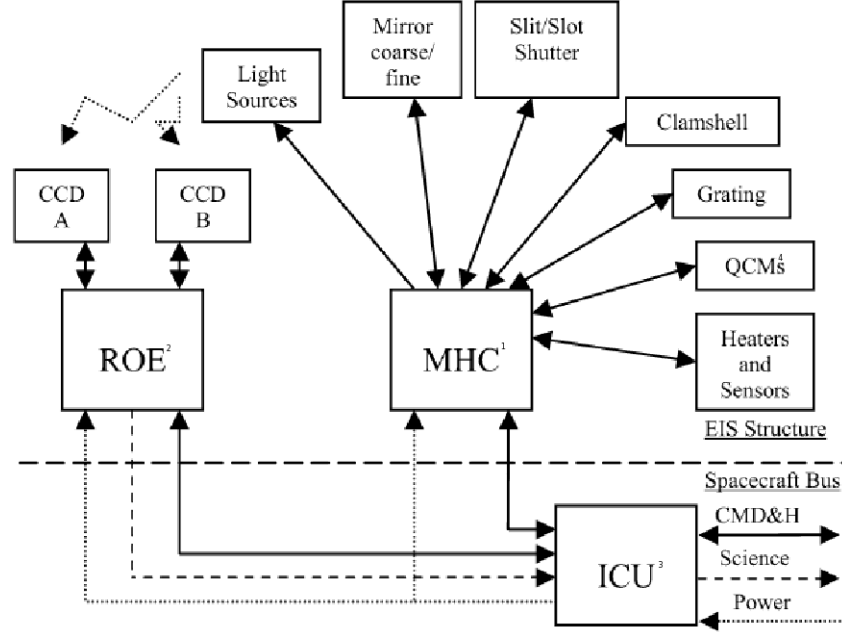 Mirror
coarse/
fine
Slit/Slot
Shutter
Light
Sources
Clamshell
CCD
A
CCD
B
Grating
QCMs⁴
ROE²
MHC¹
Heaters
and
Sensors
EIS Structure
Spacecraft Bus
CMD&H
ICU³
Science
Power